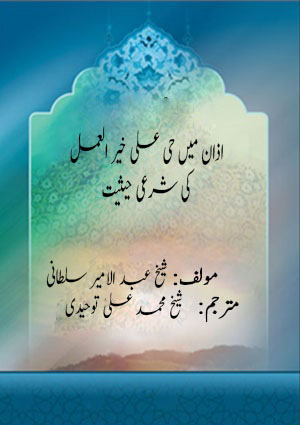 اذان میں حی علی خیر العمل
کی شرعی حیثیت
مولف: شیخ عبد الامیر سلطانی
مترجم: شیخ محمد علی توحیدی